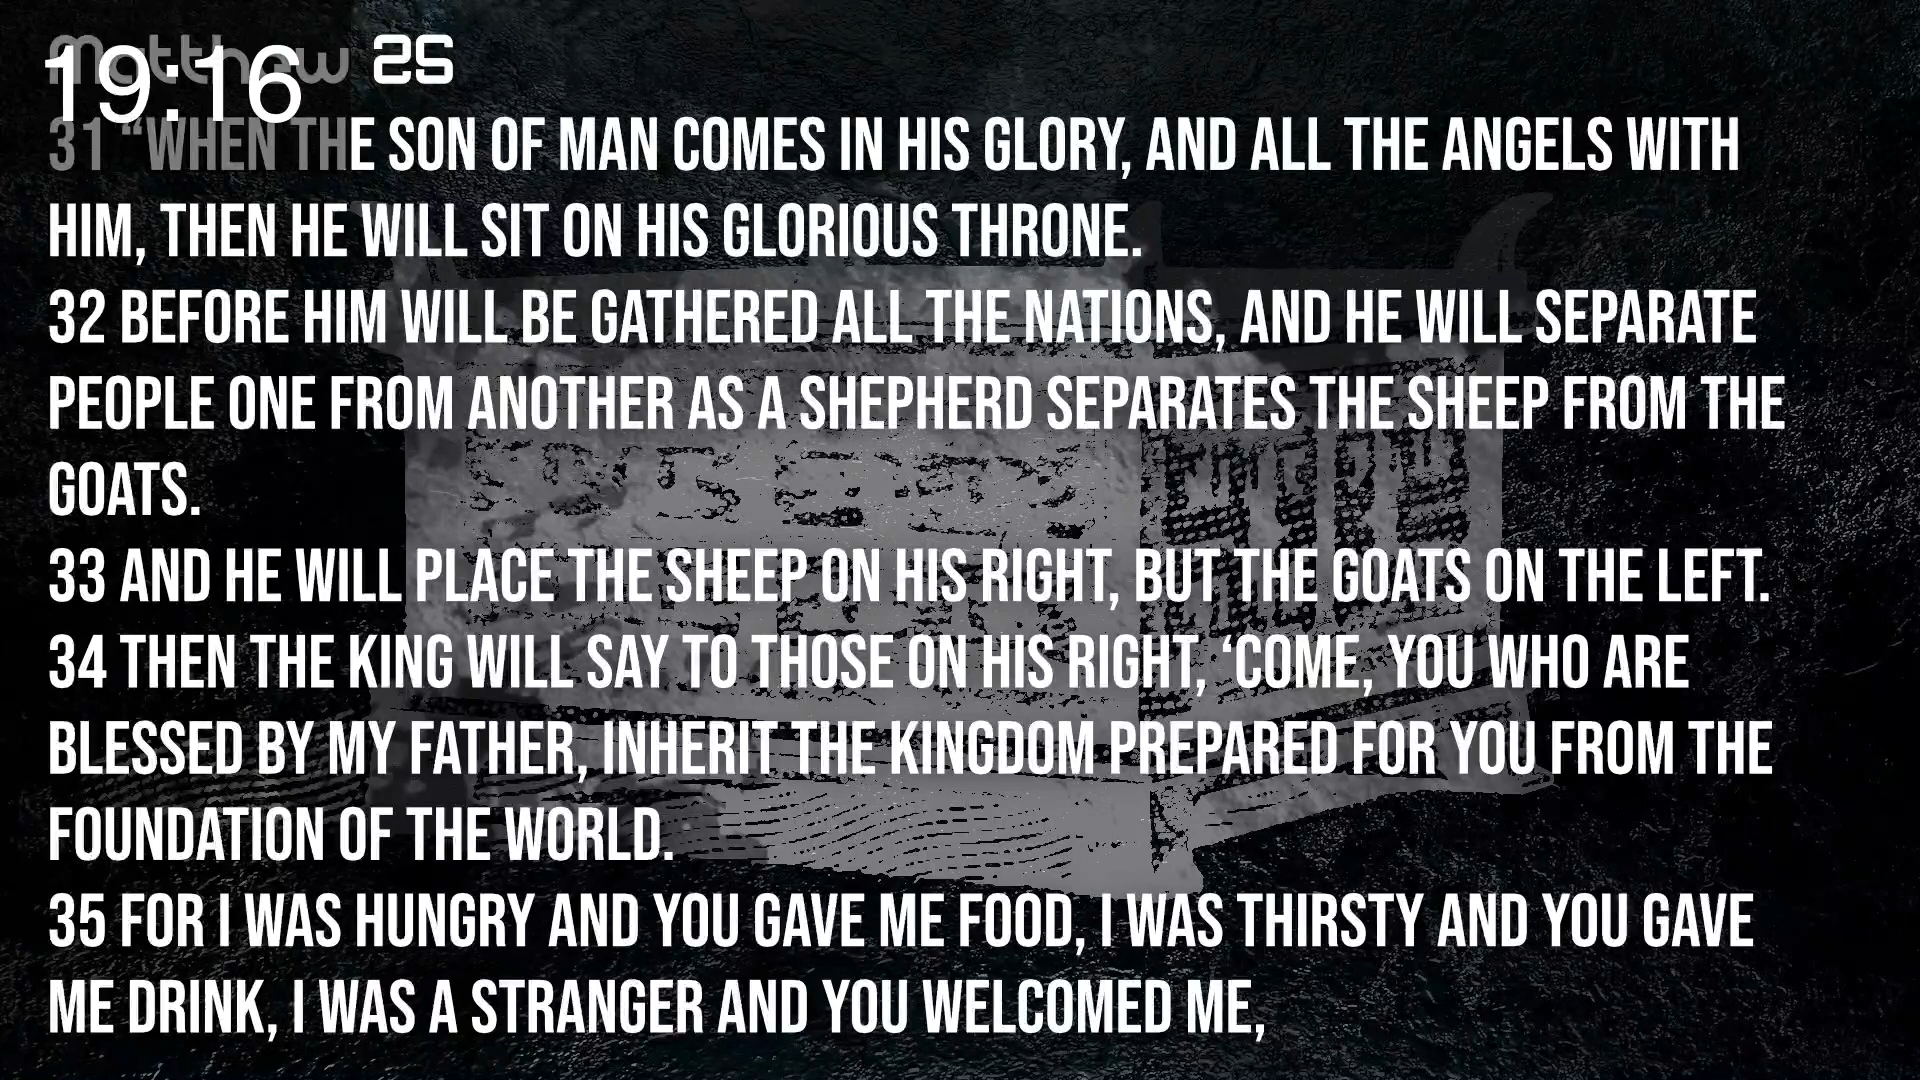 Matthew 25
19:16
31 “WHEN THE SON OF MAN COMES IN HIS GLORY, AND ALL THE ANGELS WITH
HIM, THEN HE WILL SIT ON HIS GLORIOUS THRONE.
32 BEFORE HIM WILL BE GATHERED ALL THE NATIONS, AND HE WILL SEPARATE
PEOPLE ONE FROM ANOTHER AS A SHEPHERD SEPARATES THE SHEEP FROM THE
GOATS.
33 AND HE WILL PLACE THE SHEEP ON HIS RIGHT, BUT THE GOATS ON THE LEFT.
34 THEN THE KING WILL SAY TO THOSE ON HIS RIGHT, ‘COME, YOU WHO ARE
BLESSED BY MY FATHER, INHERIT THE KINGDOM PREPARED FOR YOU FROM THE
FOUNDATION OF THE WORLD.
35 FOR I WAS HUNGRY AND YOU GAVE ME FOOD, I WAS THIRSTY AND YOU GAVE
ME DRINK, I WAS A STRANGER AND YOU WELCOMED ME,